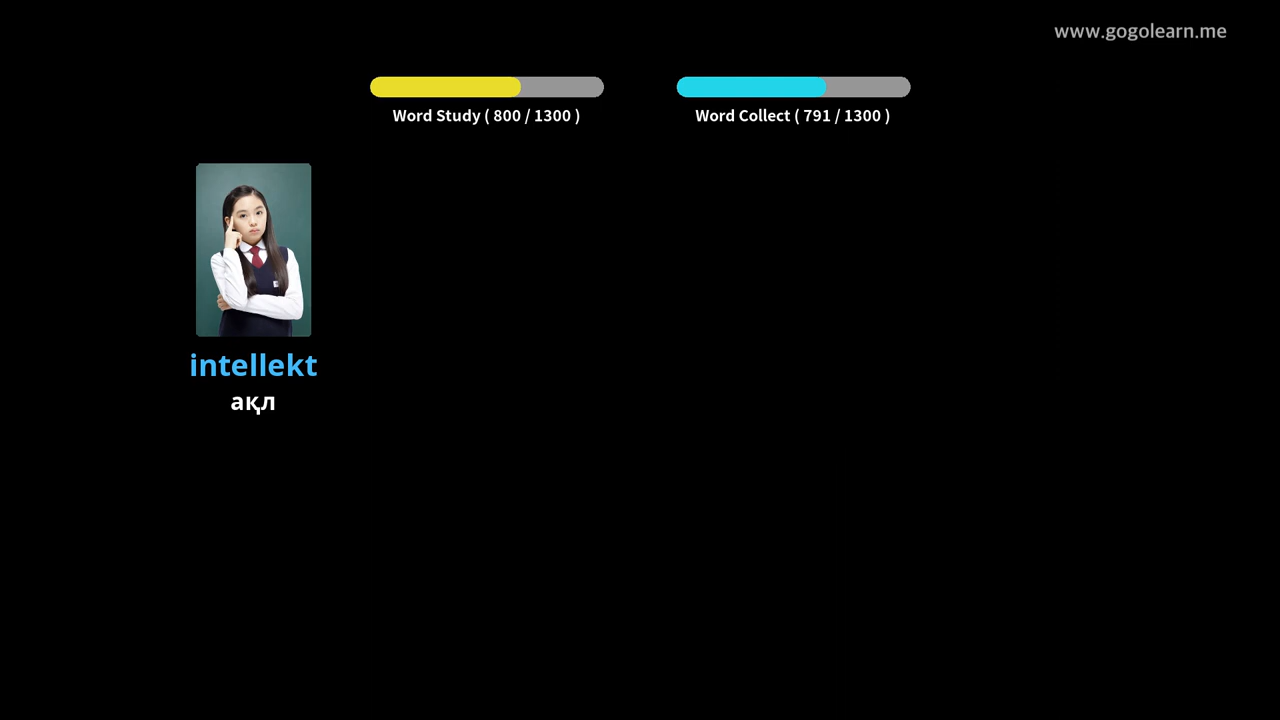 www.gogolearn.me
Word Study ( 800 / 1300 )
Word Collect ( 791 / 1300 )
intellekt
ақл